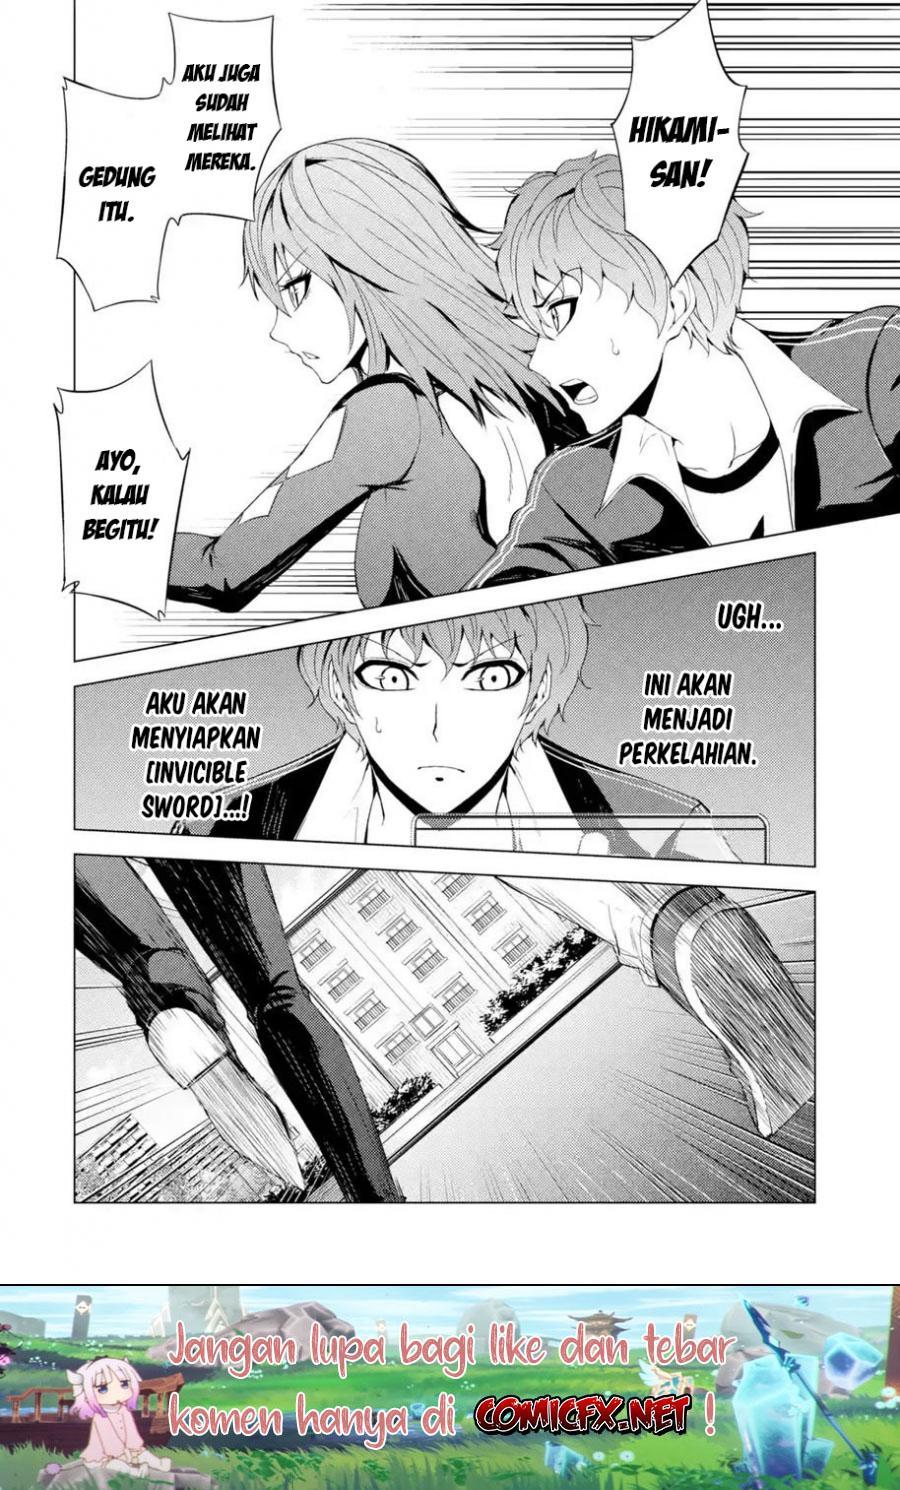 HIKAMI-
SAN!
AKU JUGA
SUDAH
MELIHAT
MEREKA.
GEDUNG
ITU.
AYO,
KALAU
BEGITU!
UGH...
INI AKAN
MENJADI
PERKELAHIAN.
AKU AKAN
MENYIAPKAN
[INVICIBLE
SWORD]...!
Jangan lupa bagi like dan tebar
komen hanya di COMICFX.NET !